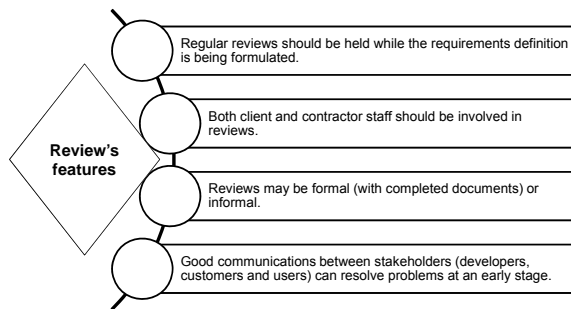 Review's
features
Regular reviews should be held while the requirements definition
is being formulated.
Both client and contractor staff should be involved in
reviews.
Reviews may be formal (with completed documents) or
informal.
Good communications between stakeholders (developers,
customers and users) can resolve problems at an early stage.